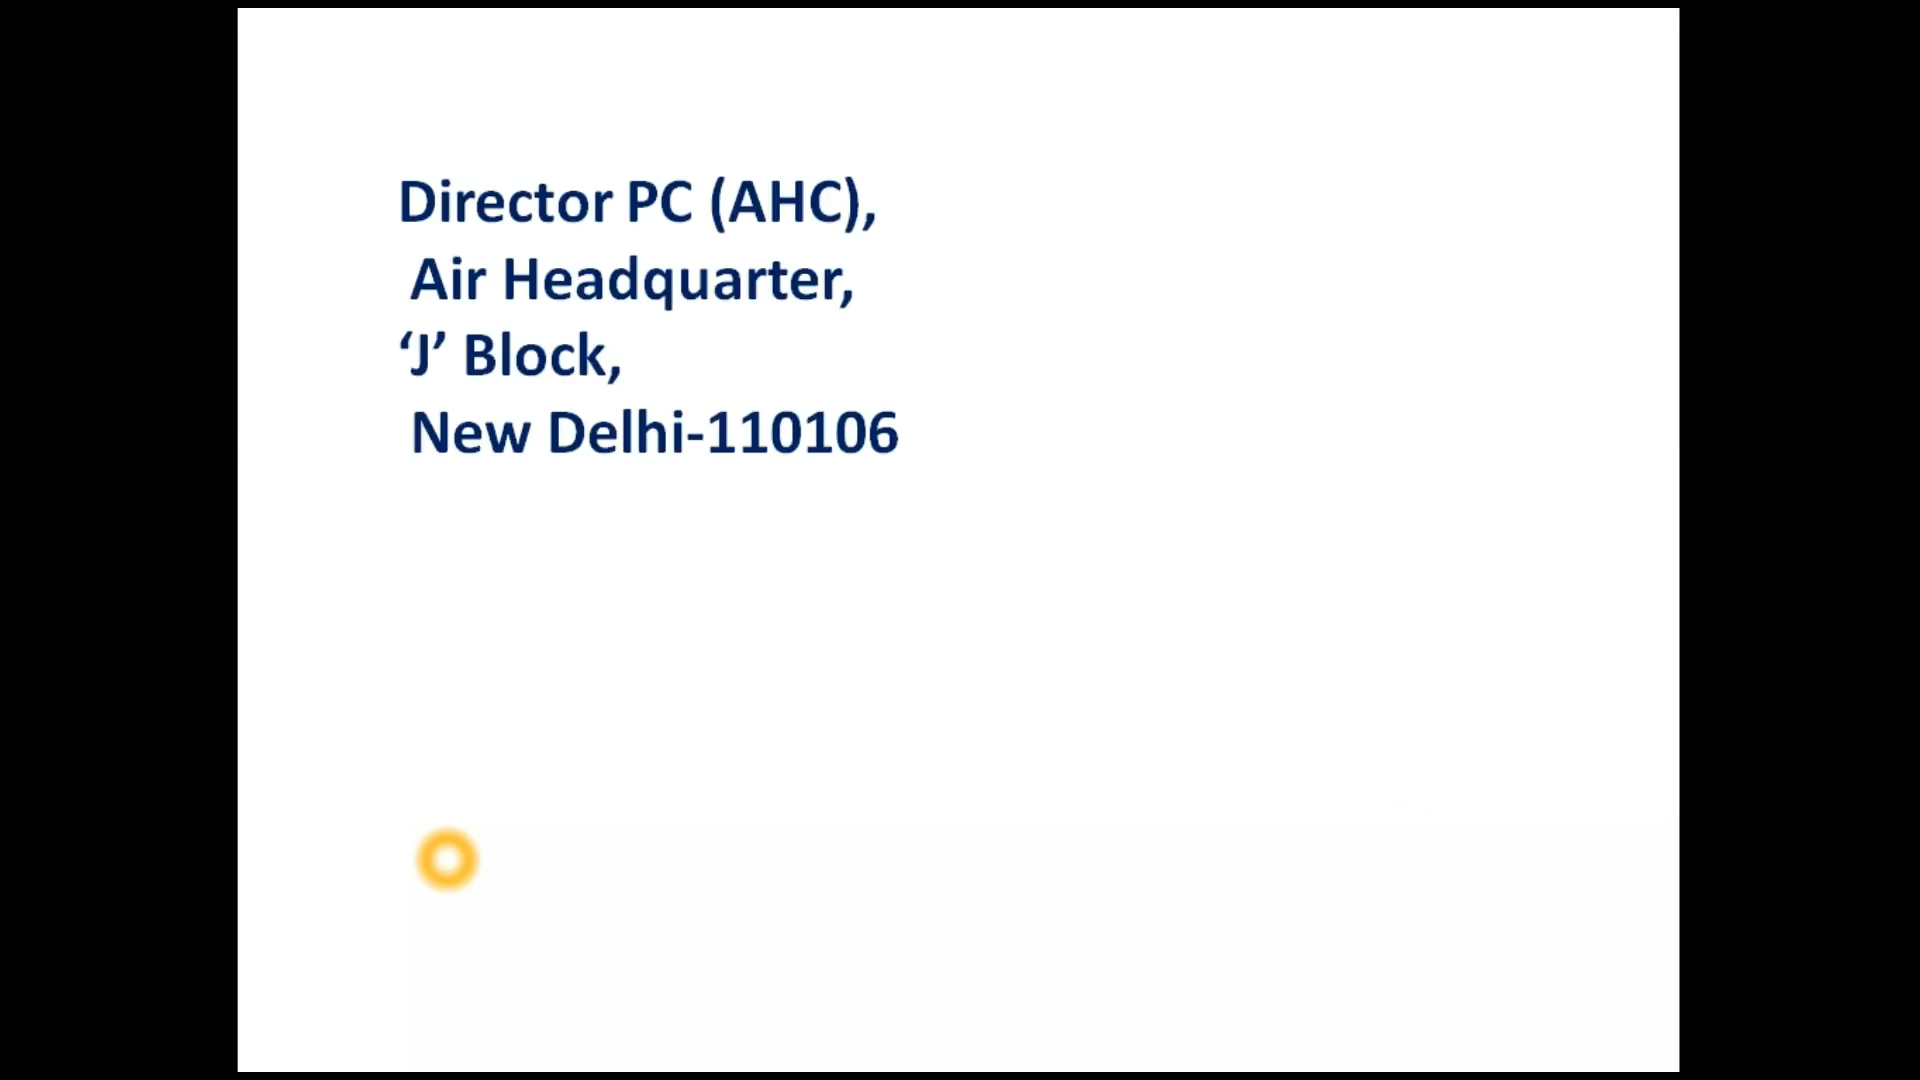 Director PC (AHC),
Air Headquarter,
‘J’ Block,
New Delhi-110106